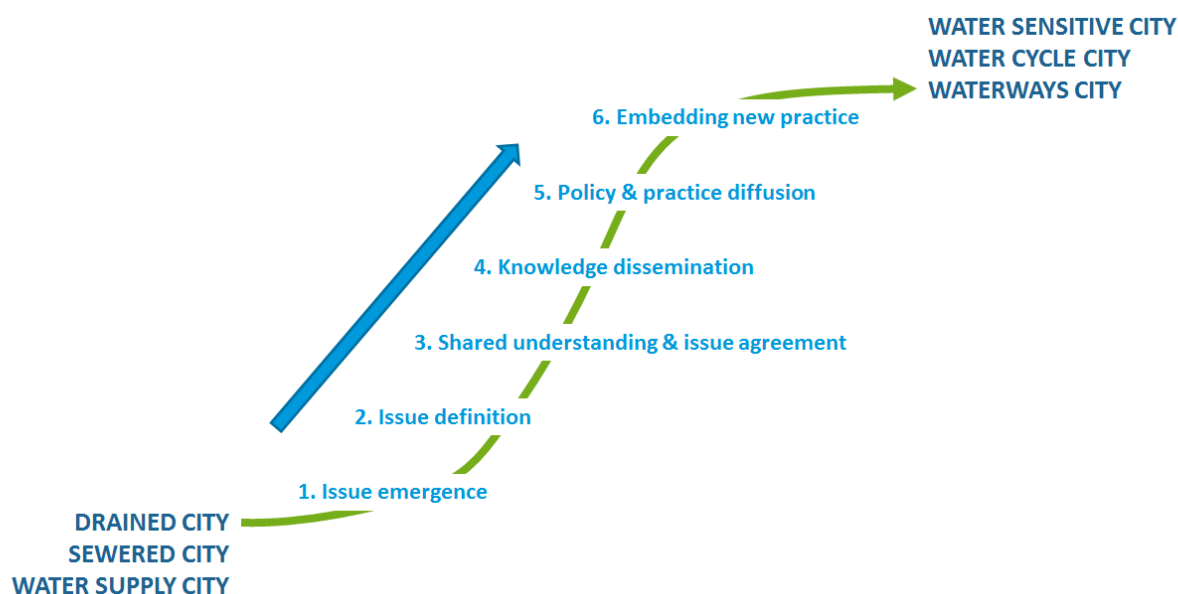 WATER SENSITIVE CITY
WATER CYCLE CITY
WATERWAYS CITY
6. Embedding new practice
5. Policy & practice diffusion
4. Knowledge dissemination
3. Shared understanding & issue agreement
2. Issue definition
1. Issue emergence
DRAINED CITY
SEWERED CITY
WATER SUPPLY CITY